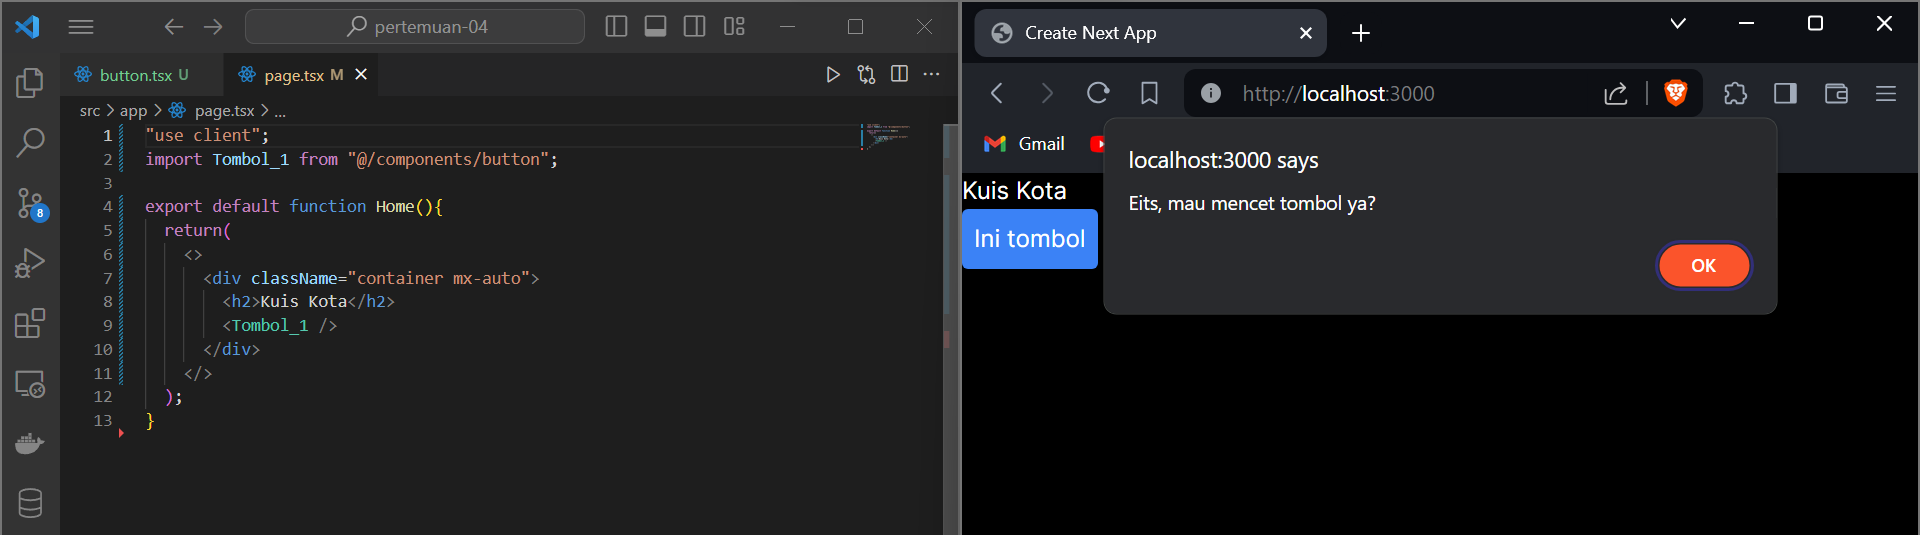 pertemuan-04
button.tsx U
page.tsx M
src > app > page.tsx > ...
1 "use client";
2 import Tombol_1 from "@/components/button";
3
4 export default function Home(){
5 return(
6 <>
7 <div className="container mx-auto">
8 <h2>Kuis Kota</h2>
9 <Tombol_1 />
10 </div>
11 </>
12 );
13 }
8
Create Next App
http://localhost:3000
Gmail
localhost:3000 says
Eits, mau mencet tombol ya?
OK
Kuis Kota
Ini tombol